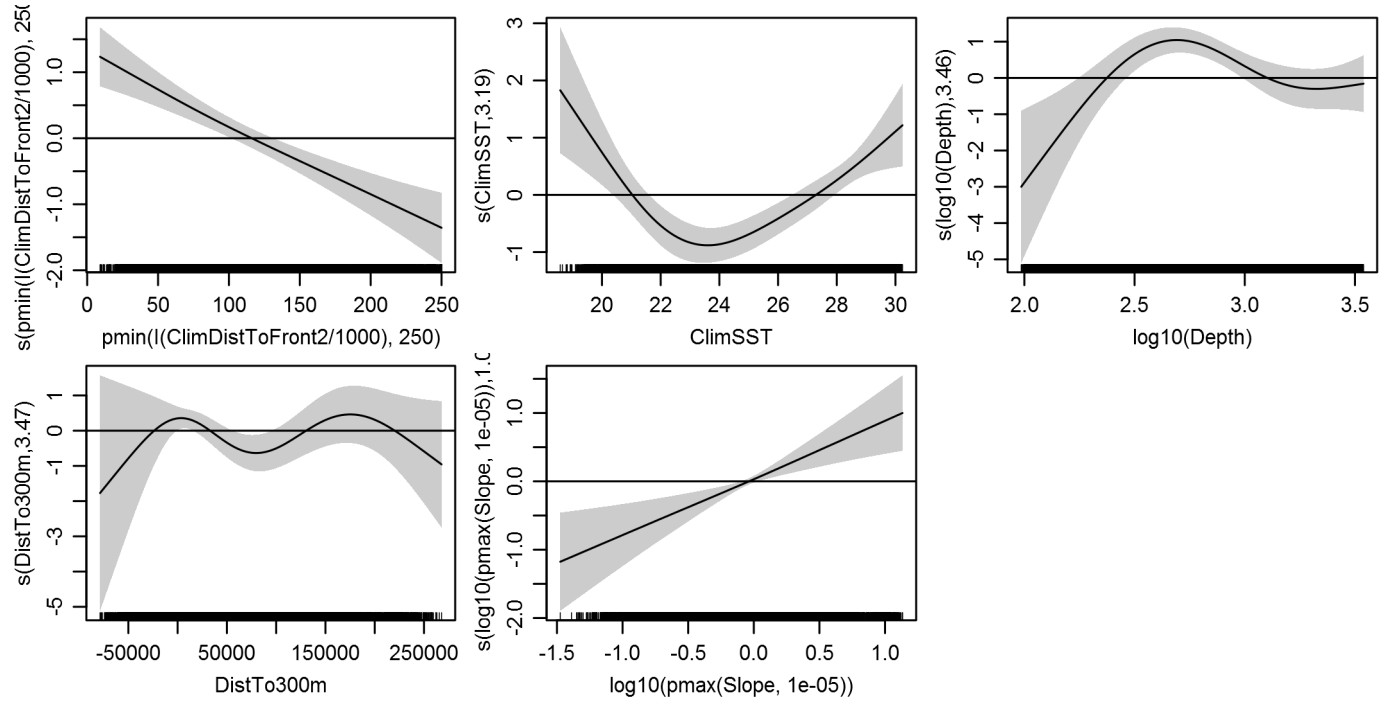 s(pmin(I(ClimDistToFront2/1000), 250
1.0
0.0
-1.0
-2.0
0 50 100 150 200 250
pmin(I(ClimDistToFront2/1000), 250)
s(ClimSST,3.19)
3
2
1
0
-1
20 22 24 26 28 30
ClimSST
s(log10(Depth),3.46)
1
0
-1
-2
-3
-4
-5
2.0 2.5 3.0 3.5
log10(Depth)
s(DistTo300m,3.47)
1
0
-1
-3
-5
-50000 50000 150000 250000
DistTo300m
s(log10(pmax(Slope, 1e-05)),1.0
1.0
0.0
-1.0
-2.0
-1.5 -1.0 -0.5 0.0 0.5 1.0
log10(pmax(Slope, 1e-05))